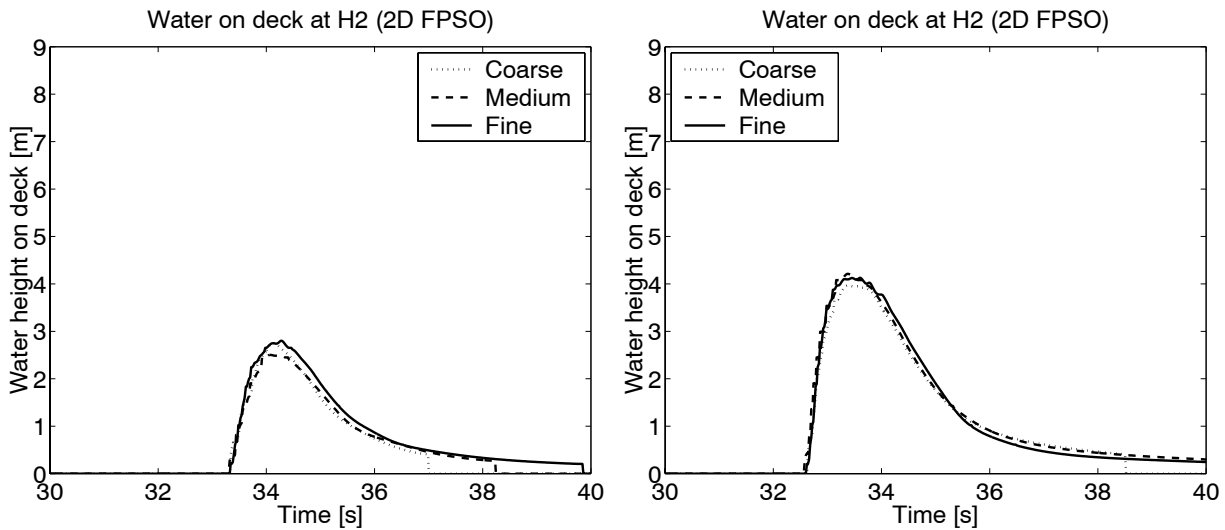 Water on deck at H2 (2D FPSO)
9
8
7
6
5
4
3
2
1
0
Water height on deck [m]
30
32
34
36
38
40
Time [s]
Coarse
Medium
Fine
Water on deck at H2 (2D FPSO)
9
8
7
6
5
4
3
2
1
0
Water height on deck [m]
30
32
34
36
38
40
Time [s]
Coarse
Medium
Fine